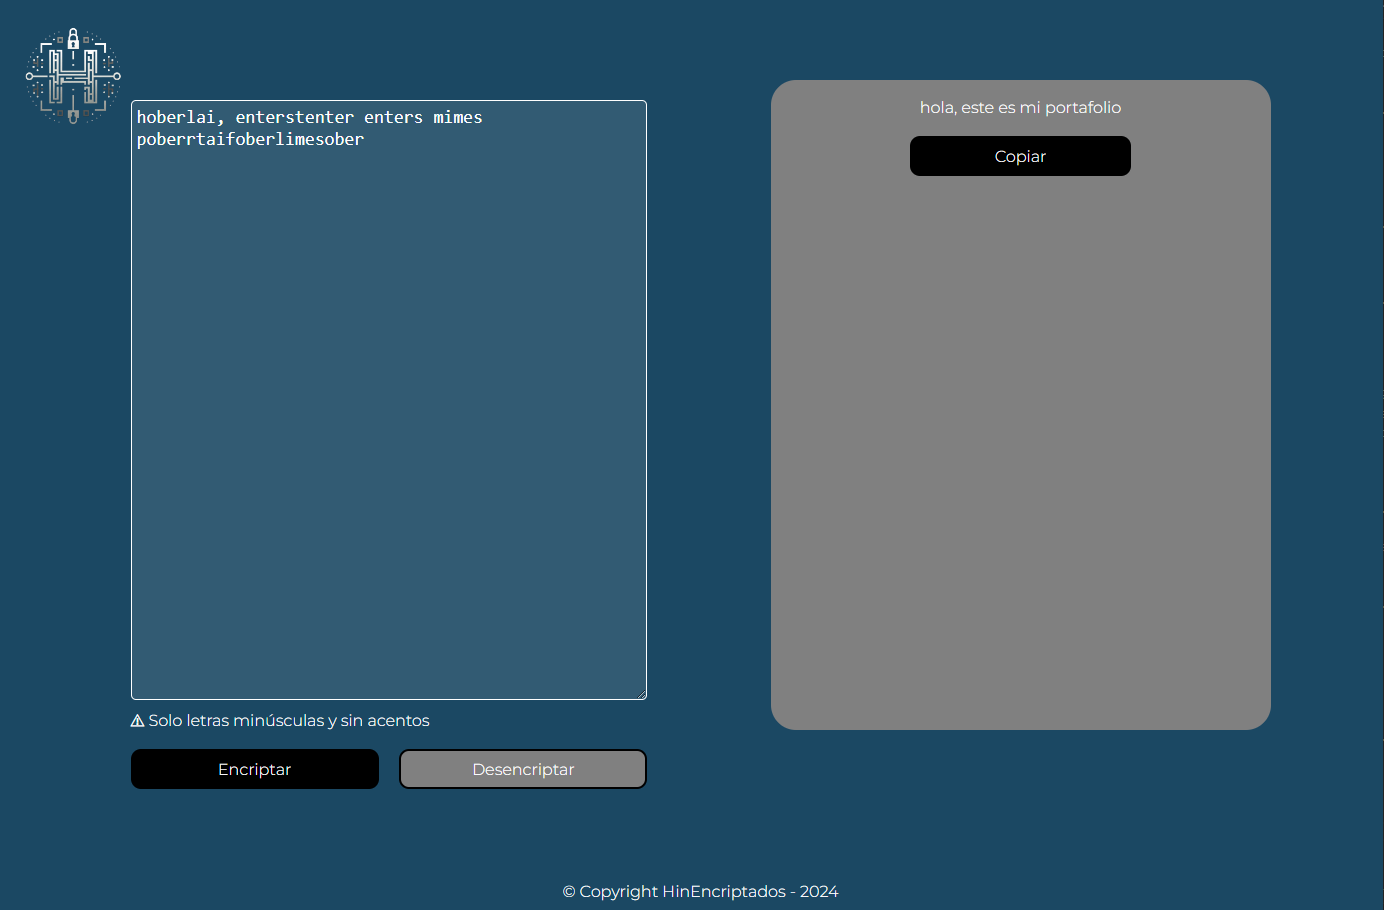 hoberlai, enterstenter enters mimes
poberrtaifoberlimesober
⚠ Solo letras minúsculas y sin acentos
Encriptar
Desencriptar
hola, este es mi portafolio
Copiar
© Copyright HinEncriptados - 2024